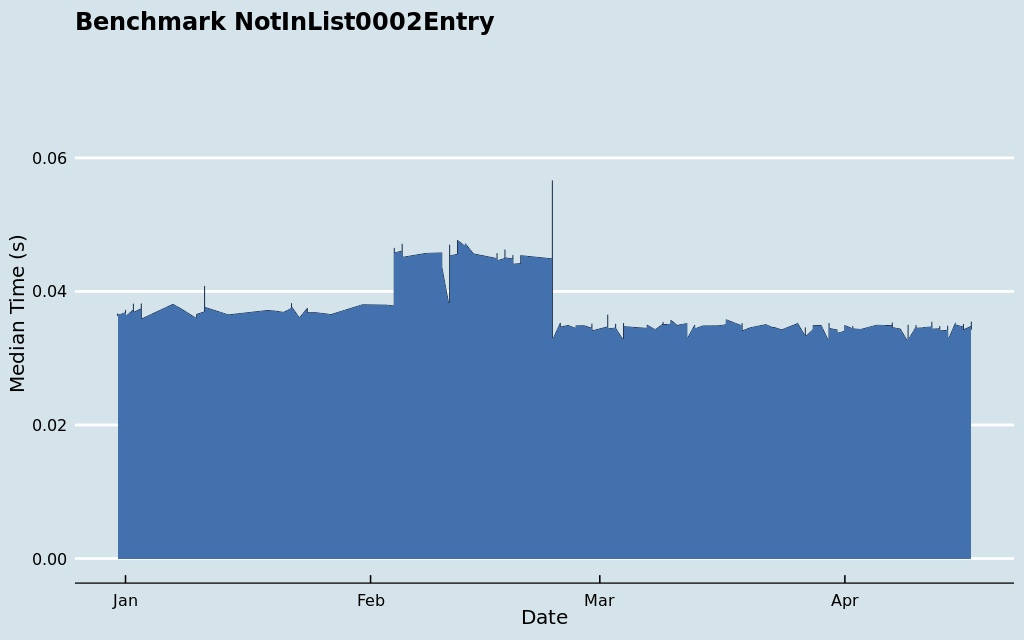 Benchmark NotInList0002Entry
0.06
0.04
0.02
0.00
Median Time (s)
Jan Feb Mar Apr
Date